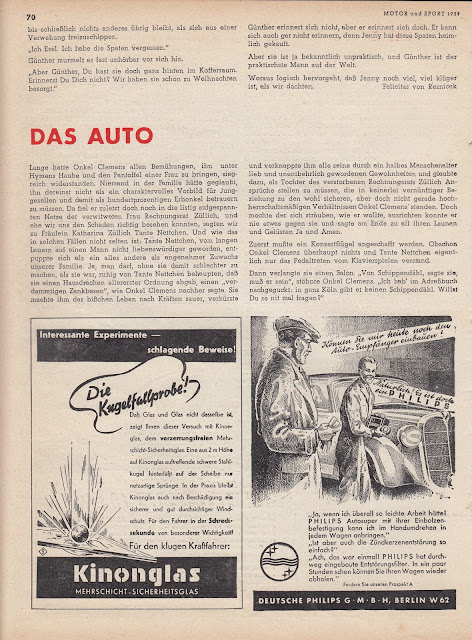 70
MOTOR und SPORT 1939
bis schließlich nichts anderes übrig bleibt, als sich aus einer
Verwehung freizuschippen.
„Ich Esel. Ich habe die Spaten vergessen.“
Günther murmelt es fast unhörbar vor sich hin.
„Aber Günther, Du hast sie doch ganz hinten im Kofferraum.
Erinnerst Du Dich nicht? Wir haben sie schon zu Weihnachten
besorgt.“
Günther erinnert sich nicht, aber er erinnert sich doch. Er kann
sich auch gar nicht erinnern, denn Jenny hat diese Spaten heim-
lich gekauft.
Aber sie ist ja bekanntlich unpraktisch, und Günther ist der
praktischste Mann auf der Welt.
Woraus logisch hervorgeht, daß Jenny noch viel, viel klüger
ist, als wir dachten. Felicitas von Reznicek
DAS AUTO
Lange hatte Onkel Clemens allen Bemühungen, ihn unter
Hymens Haube und den Pantoffel einer Frau zu bringen, sieg-
reich widerstanden. Niemand in der Familie hätte geglaubt,
ihn dereinst nicht als ein charaktervolles Vorbild für Jung-
gesellen und damit als hundertprozentigen Erbonkel betrauen
zu müssen. Da fiel er zuletzt doch noch in die listig aufgespann-
ten Netze der verwitweten Frau Rechnungsrat Züllich, und
ehe wir uns den Schaden richtig besehen konnten, sagten wir
zu Fräulein Katharina Züllich Tante Nettchen. Und wie das
in solchen Fällen nicht selten ist: Tante Nettchen, von langem
Lauern auf einen Mann nicht liebenswürdiger geworden, ent-
puppte sich als ein alles andere als angenehmer Zuwachs
unserer Familie. Ja, man darf, ohne sie damit schlechter zu
machen, als sie war, ruhig von Tante Nettchen behaupten, daß
sie einen Hausdrachen allererster Ordnung abgab, einen „ver-
dammtigen Zankbesen“, wie Onkel Clemens nachher sagte. Sie
machte ihm das bißchen Leben nach Kräften sauer, verkürzte
und verknappte ihm alle seine durch ein halbes Menschenalter
lieb und unentbehrlich gewordenen Gewohnheiten und glaubte
dazu, als Tochter des verstorbenen Rechnungsrats Züllich An-
sprüche stellen zu müssen, die in keinerlei vernünftiger Be-
ziehung zu den wohl sicheren, aber doch nicht gerade hoch-
herrschaftsmäßigen Verhältnissen Onkel Clemens' standen. Doch
mochte der sich sträuben, wie er wollte, ausrichten konnte er
nie etwas gegen sie und sagte am Ende zu all ihren Launen
und Gelüsten Ja und Amen.
Zuerst mußte ein Konzertflügel angeschafft werden. Obschon
Onkel Clemens überhaupt nichts und Tante Nettchen eigent-
lich nur das Pedaltreten vom Klavierspielen verstand.
Dann verlangte sie einen Salon. „Von Schippendähl, sagte sie,
muß er sein“, stöhnte Onkel Clemens. „Ich hab' im Adreßbuch
nachgeguckt: in ganz Köln gibt et keinen Schippendähl. Willst
Du se nit mal fragen?“
Interessante Experimente —
schlagende Beweise!
Die
Kugelfallprobe!
Daß Glas und Glas nicht dasselbe ist,
zeigt Ihnen dieser Versuch mit Kinon-
glas, dem verzerrungsfreien Mehr-
schicht-Sicherheitsglas. Eine aus 2 m Höhe
auf Kinonglas auftreffende schwere Stahl-
kugel hinterläßt auf der Scheibe nur
netzartige Sprünge. In der Praxis bleibt
Kinonglas auch nach Beschädigung ein
sicherer und gut durchsichtiger Wind-
schutz. Für den Fahrer in der Schreck-
sekunde von besonderer Wichtigkeit!
Für den klugen Kraftfahrer:
Kinonglas
MEHRSCHICHT-SICHERHEITSGLAS
Können Sie mir heute noch den
Auto-Empfänger einbauen?
Natürlich! Es ist doch
ein PHILIPS
„Ja, wenn ich überall so leichte Arbeit hätte!
PHILIPS Autosuper mit ihrer Einbolzen-
befestigung kann ich im Handumdrehen in
jedem Wagen anbringen.“
„Ist aber auch die Zündkerzenentstörung so
einfach?“
„Ach, das war einmal! PHILIPS hat durch-
weg eingebaute Entstörungsfilter. In ein paar
Stunden schon können Sie Ihren Wagen wieder
abholen.“
Fordern Sie unseren Prospekt A
DEUTSCHE PHILIPS G·M·B·H, BERLIN W62